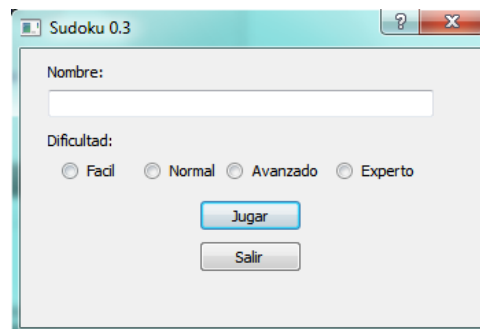 Sudoku 0.3
?
X
Nombre:
Dificultad:
Facil Normal Avanzado Experto
Jugar
Salir